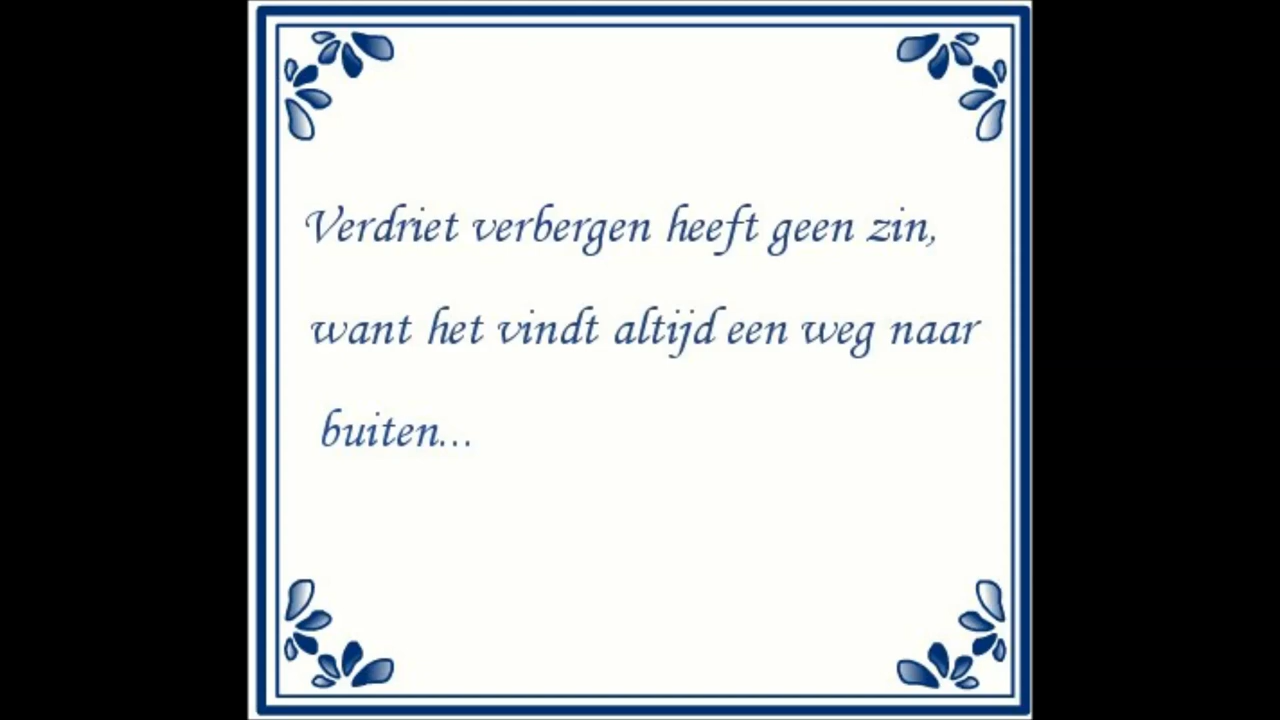 Verdriet verbergen heeft geen zin,
want het vindt altijd een weg naar
buiten...